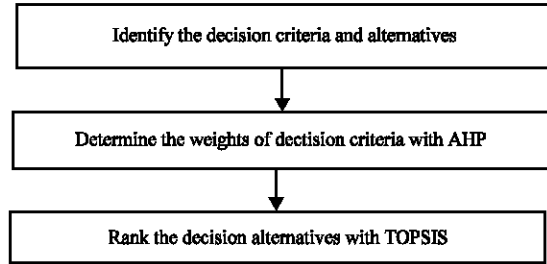 Identify the decision criteria and alternatives
Determine the weights of dectision criteria with AHP
Rank the decision alternatives with TOPSIS